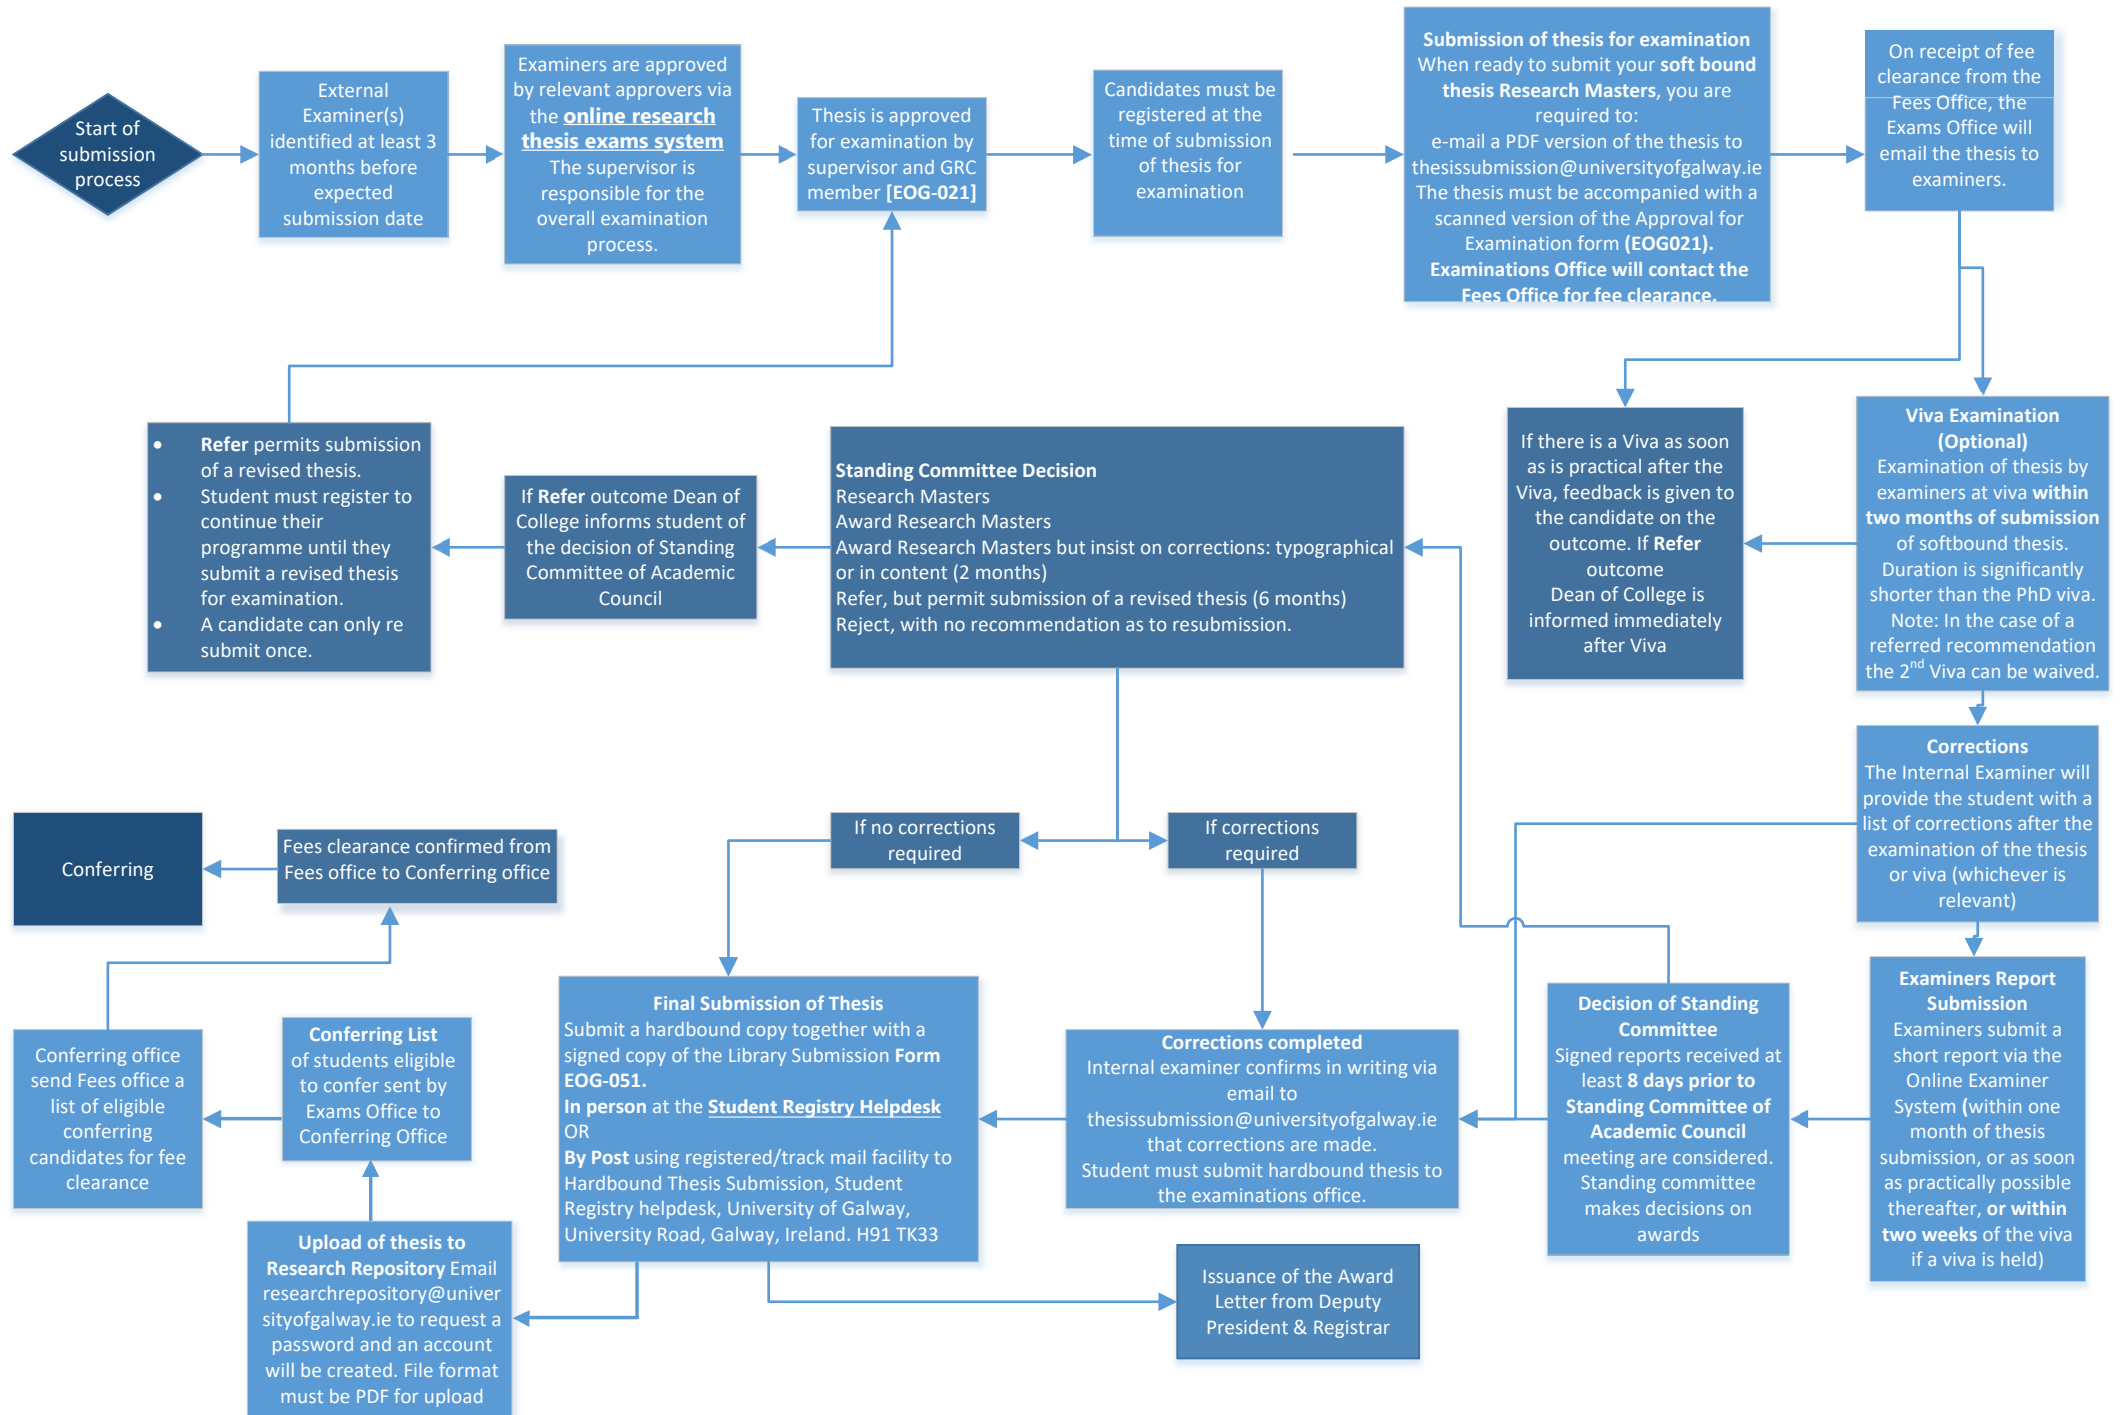 Start of
submission
process
External
Examiner(s)
identified at least 3
months before
expected
submission date
Examiners are approved
by relevant approvers via
the online research
thesis exams system
The supervisor is
responsible for the
overall examination
process.
Thesis is approved
for examination by
supervisor and GRC
member [EOG-021]
Candidates must be
registered at the
time of submission
of thesis for
examination
Submission of thesis for examination
When ready to submit your soft bound
thesis Research Masters, you are
required to:
e-mail a PDF version of the thesis to
thesissubmission@universityofgalway.ie
The thesis must be accompanied with a
scanned version of the Approval for
Examination form (EOG021).
Examinations Office will contact the
Fees Office for fee clearance.
On receipt of fee
clearance from the
Fees Office, the
Exams Office will
email the thesis to
examiners.
• Refer permits submission
of a revised thesis.
• Student must register to
continue their
programme until they
submit a revised thesis
for examination.
• A candidate can only re
submit once.
If Refer outcome Dean of
College informs student of
the decision of Standing
Committee of Academic
Council
Standing Committee Decision
Research Masters
Award Research Masters
Award Research Masters but insist on corrections: typographical
or in content (2 months)
Refer, but permit submission of a revised thesis (6 months)
Reject, with no recommendation as to resubmission.
If there is a Viva as soon
as is practical after the
Viva, feedback is given to
the candidate on the
outcome. If Refer
outcome
Dean of College is
informed immediately
after Viva
Viva Examination
(Optional)
Examination of thesis by
examiners at viva within
two months of submission
of softbound thesis.
Duration is significantly
shorter than the PhD viva.
Note: In the case of a
referred recommendation
the 2nd Viva can be waived.
Corrections
The Internal Examiner will
provide the student with a
list of corrections after the
examination of the thesis
or viva (whichever is
relevant)
Conferring
Fees clearance confirmed from
Fees office to Conferring office
If no corrections
required
If corrections
required
Conferring office
send Fees office a
list of eligible
conferring
candidates for fee
clearance
Conferring List
of students eligible
to confer sent by
Exams Office to
Conferring Office
Final Submission of Thesis
Submit a hardbound copy together with a
signed copy of the Library Submission Form
EOG-051.
In person at the Student Registry Helpdesk
OR
By Post using registered/track mail facility to
Hardbound Thesis Submission, Student
Registry helpdesk, University of Galway,
University Road, Galway, Ireland. H91 TK33
Corrections completed
Internal examiner confirms in writing via
email to
thesissubmission@universityofgalway.ie
that corrections are made.
Student must submit hardbound thesis to
the examinations office.
Decision of Standing
Committee
Signed reports received at
least 8 days prior to
Standing Committee of
Academic Council
meeting are considered.
Standing committee
makes decisions on
awards
Examiners Report
Submission
Examiners submit a
short report via the
Online Examiner
System (within one
month of thesis
submission, or as soon
as practically possible
thereafter, or within
two weeks of the viva
if a viva is held)
Upload of thesis to
Research Repository Email
researchrepository@univer
sityofgalway.ie to request a
password and an account
will be created. File format
must be PDF for upload
Issuance of the Award
Letter from Deputy
President & Registrar